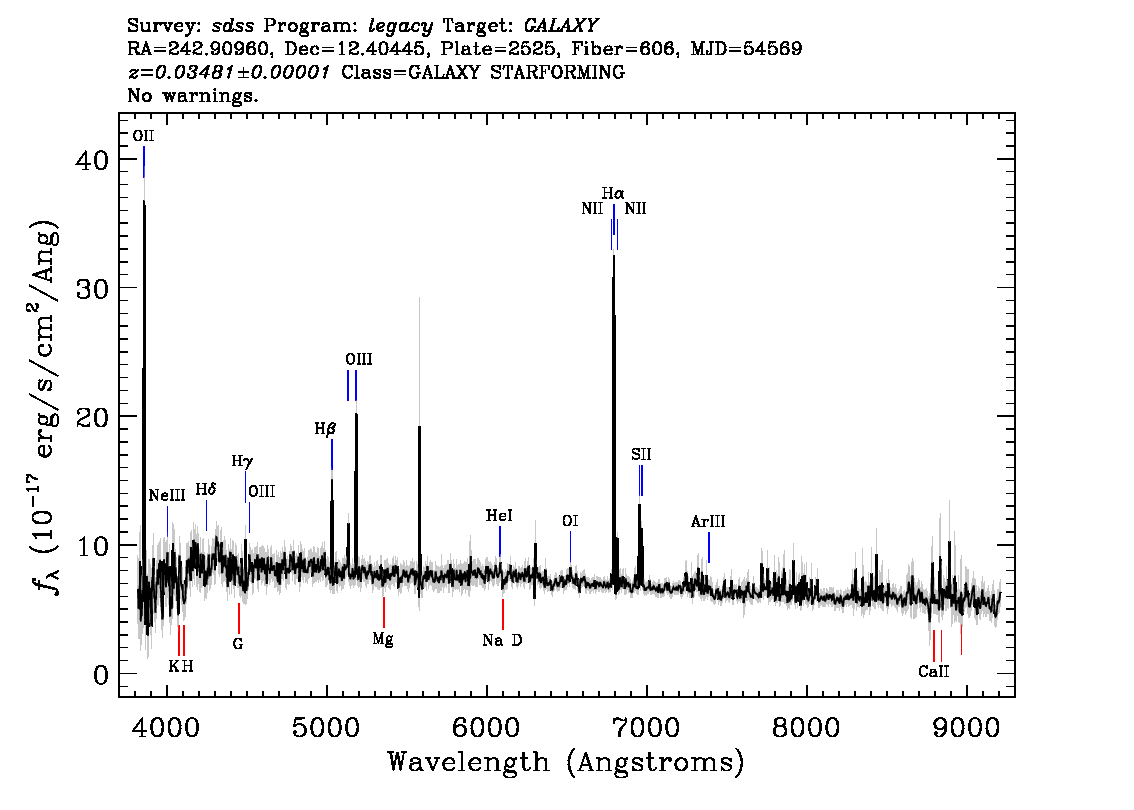 Survey: sdss Program: legacy Target: GALAXY
RA=242.90960, Dec=12.40445, Plate=2525, Fiber=606, MJD=54569
z=0.03481±0.00001 Class=GALAXY STARFORMING
No warnings.
OII
40
Hα
NII NII
30
OIII
20
Hβ
SII
Hγ
NeIII Hδ OIII
HeI OI ArIII
10
G Mg Na D
K H CaII
0
4000 5000 6000 7000 8000 9000
Wavelength (Angstroms)
f_λ (10^−17 erg/s/cm^2/Ang)